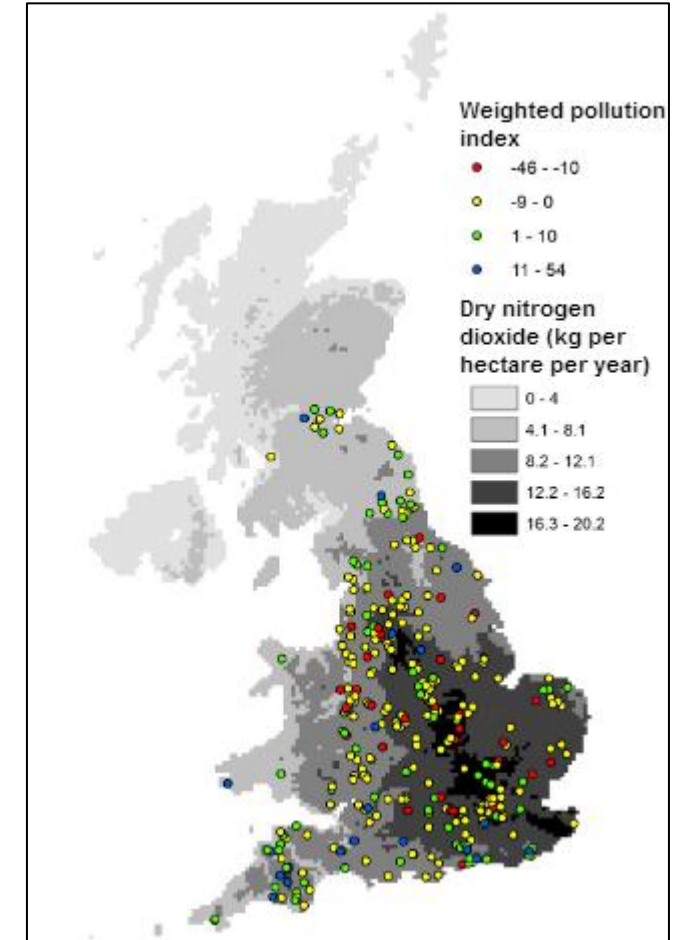 Weighted pollution
index
-46 - -10
-9 - 0
1 - 10
11 - 54
Dry nitrogen
dioxide (kg per
hectare per year)
0 - 4
4.1 - 8.1
8.2 - 12.1
12.2 - 16.2
16.3 - 20.2